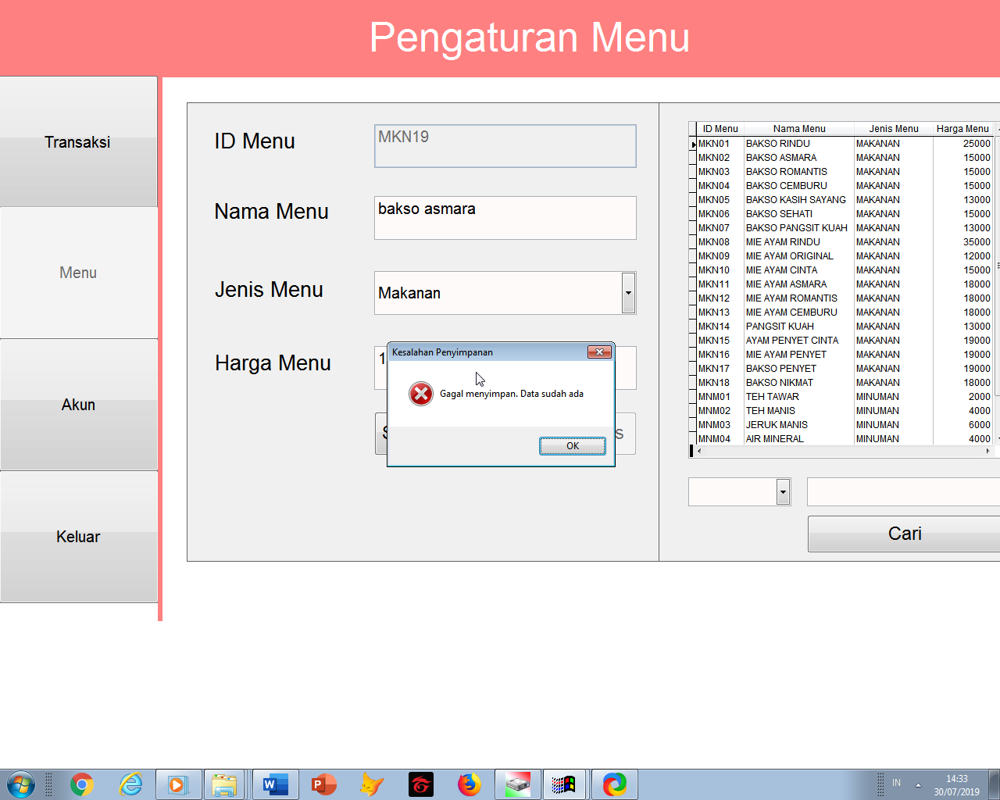 Pengaturan Menu
Transaksi
Menu
Akun
Keluar
ID Menu
MKN19
Nama Menu
bakso asmara
Jenis Menu
Makanan
Harga Menu
1
Kesalahan Penyimpanan
Gagal menyimpan. Data sudah ada
OK
ID Menu Nama Menu Jenis Menu Harga Menu
MKN01 BAKSO RINDU MAKANAN 25000
MKN02 BAKSO ASMARA MAKANAN 15000
MKN03 BAKSO ROMANTIS MAKANAN 15000
MKN04 BAKSO CEMBURU MAKANAN 15000
MKN05 BAKSO KASIH SAYANG MAKANAN 13000
MKN06 BAKSO SEHATI MAKANAN 15000
MKN07 BAKSO PANGSIT KUAH MAKANAN 13000
MKN08 MIE AYAM RINDU MAKANAN 35000
MKN09 MIE AYAM ORIGINAL MAKANAN 12000
MKN10 MIE AYAM CINTA MAKANAN 15000
MKN11 MIE AYAM ASMARA MAKANAN 18000
MKN12 MIE AYAM ROMANTIS MAKANAN 18000
MKN13 MIE AYAM CEMBURU MAKANAN 18000
MKN14 PANGSIT KUAH MAKANAN 13000
MKN15 AYAM PENYET CINTA MAKANAN 19000
MKN16 MIE AYAM PENYET MAKANAN 19000
MKN17 BAKSO PENYET MAKANAN 19000
MKN18 BAKSO NIKMAT MAKANAN 18000
MNM01 TEH TAWAR MINUMAN 2000
MNM02 TEH MANIS MINUMAN 4000
MNM03 JERUK MANIS MINUMAN 6000
MNM04 AIR MINERAL MINUMAN 4000
Cari
IN
14:33
30/07/2019